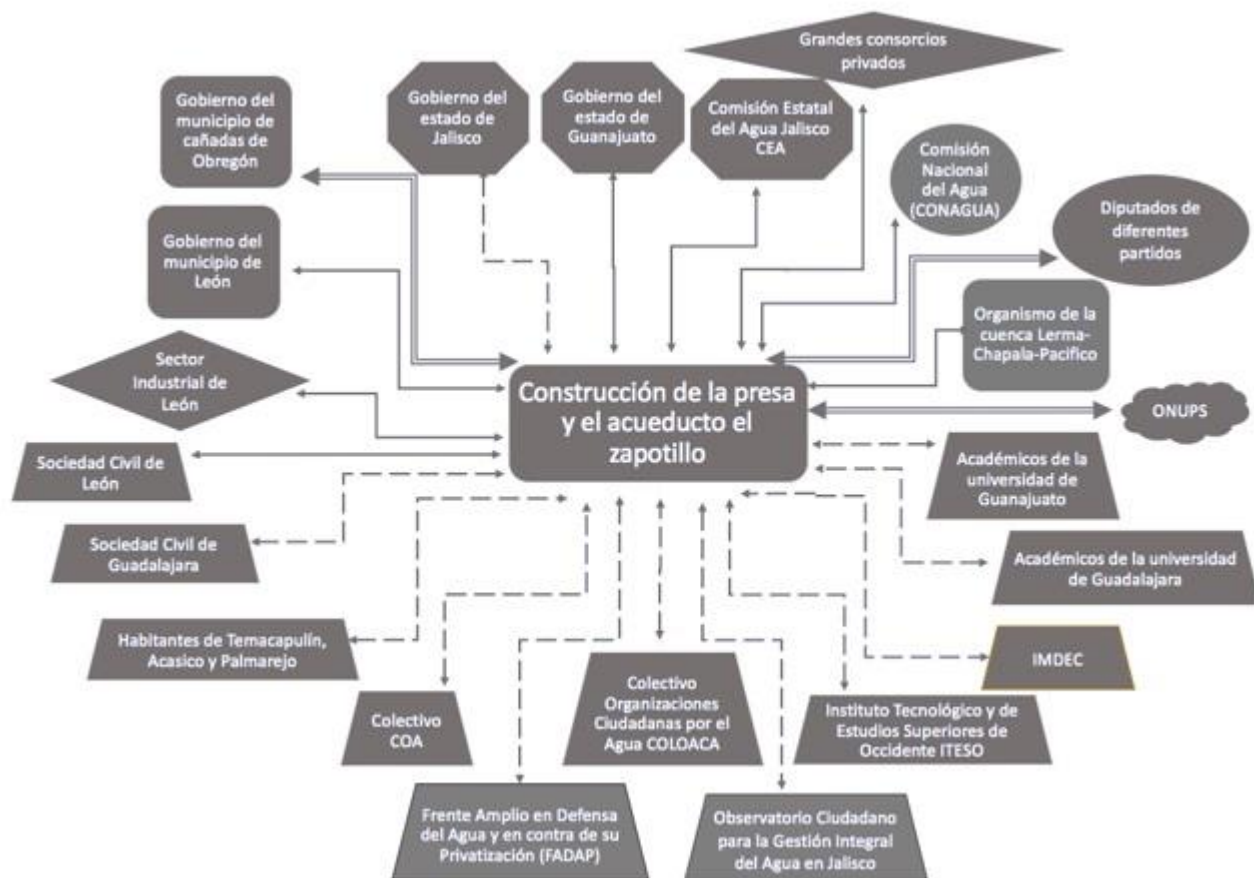 Grandes consorcios
privados
Gobierno del
municipio de
cañadas de
Obregón
Gobierno del
estado de
Jalisco
Gobierno del
estado de
Guanajuato
Comisión Estatal
del Agua Jalisco
CEA
Comisión
Nacional
del Agua
(CONAGUA)
Diputados de
diferentes
partidos
Gobierno del
municipio de
León
Organismo de la
cuenca Lerma-
Chapala-Pacifico
Sector
Industrial de
León
Construcción de la presa
y el acueducto el
zapotillo
ONUPS
Sociedad Civil de
León
Académicos de la
universidad de
Guanajuato
Sociedad Civil de
Guadalajara
Académicos de la universidad
de Guadalajara
Habitantes de Temacapulín,
Acasico y Palmarejo
IMDEC
Colectivo
COA
Colectivo
Organizaciones
Ciudadanas por el
Agua COLOACA
Instituto Tecnológico y de
Estudios Superiores de
Occidente ITESO
Frente Amplio en Defensa
del Agua y en contra de su
Privatización (FADAP)
Observatorio Ciudadano
para la Gestión Integral
del Agua en Jalisco